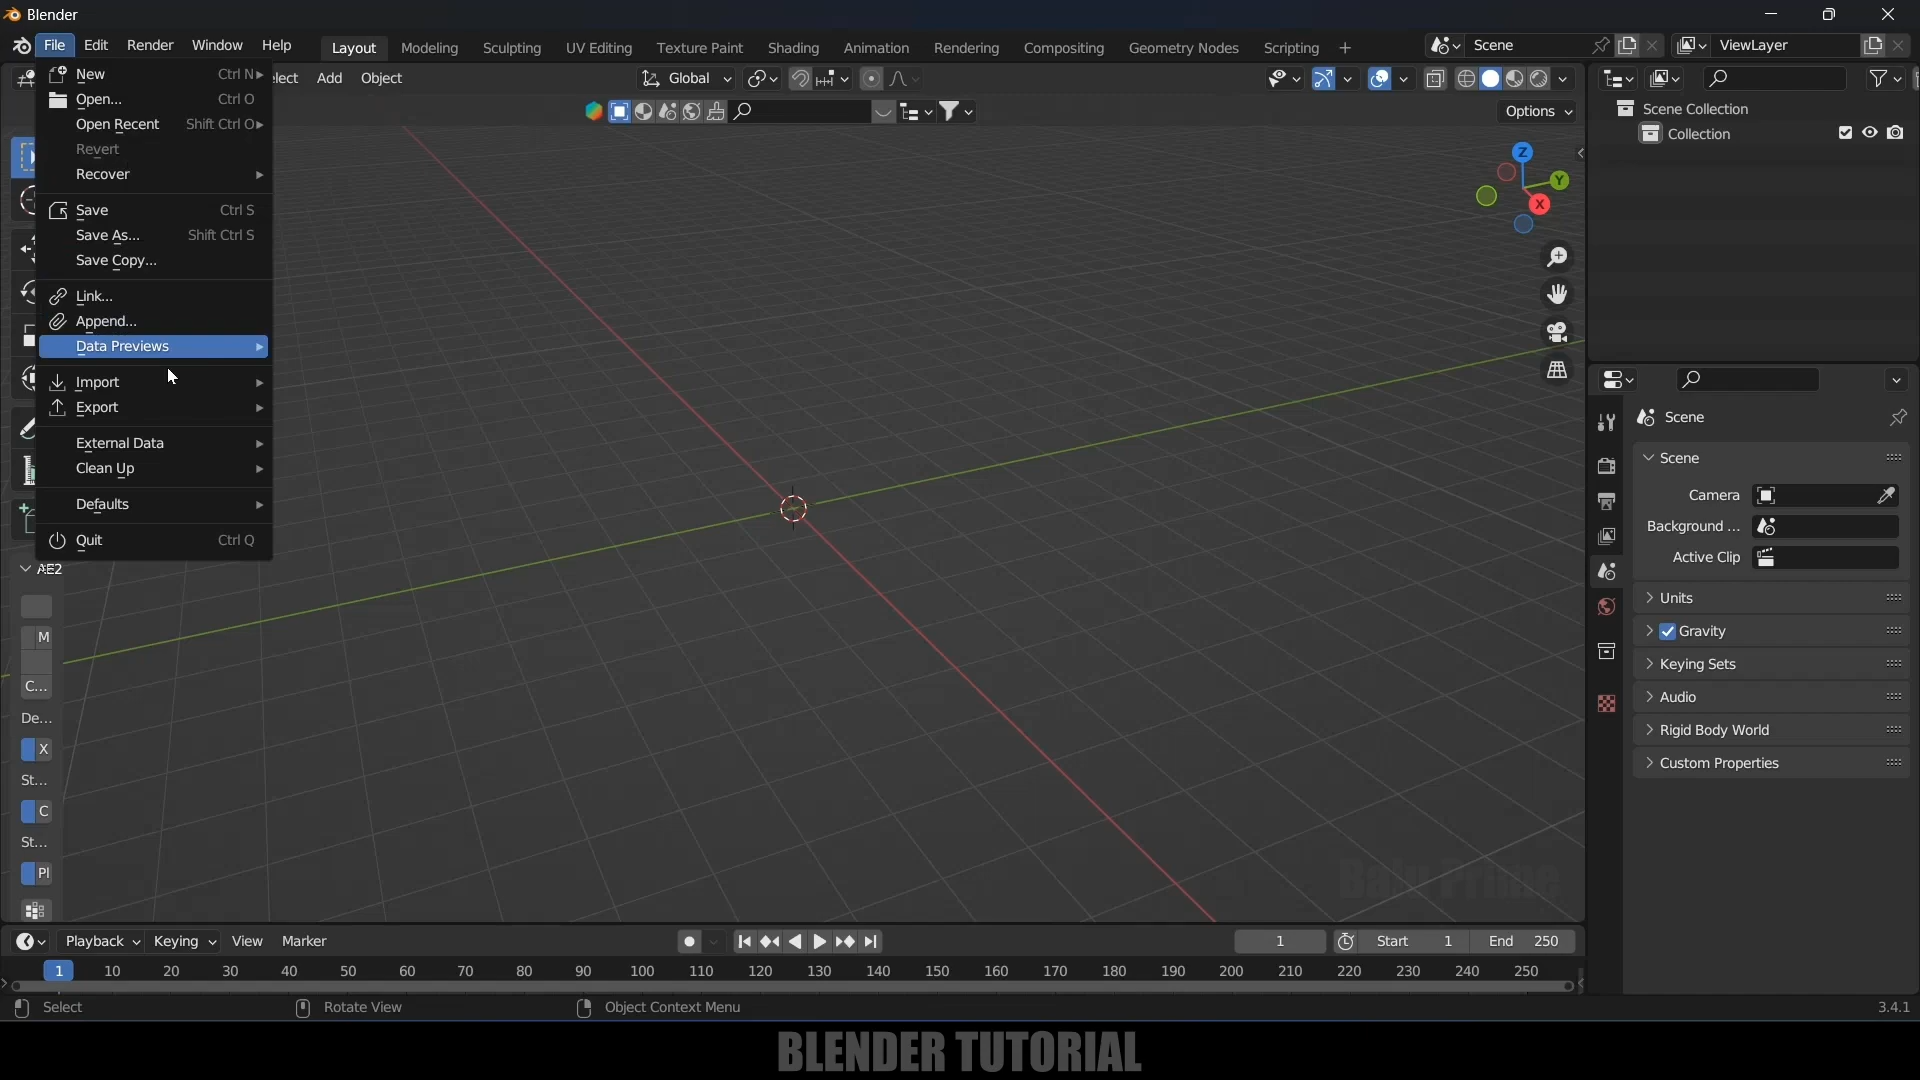 Blender
File Edit Render Window Help Layout Modeling Sculpting UV Editing Texture Paint Shading Animation Rendering Compositing Geometry Nodes Scripting + Scene ViewLayer
lect Add Object Global
Options
New Ctrl N
Open... Ctrl O
Open Recent Shift Ctrl O
Revert
Recover
Save Ctrl S
Save As... Shift Ctrl S
Save Copy...
Link...
Append...
Data Previews
Import
Export
External Data
Clean Up
Defaults
Quit Ctrl Q
AE2
M
C...
De...
X
St...
C
St...
Pl
Z
Y
X
Scene Collection
Collection
Scene
Scene
Camera
Background ...
Active Clip
Units
Gravity
Keying Sets
Audio
Rigid Body World
Custom Properties
Balu Prime
Playback Keying View Marker 1 Start 1 End 250
1 10 20 30 40 50 60 70 80 90 100 110 120 130 140 150 160 170 180 190 200 210 220 230 240 250
Select Rotate View Object Context Menu 3.4.1
BLENDER TUTORIAL